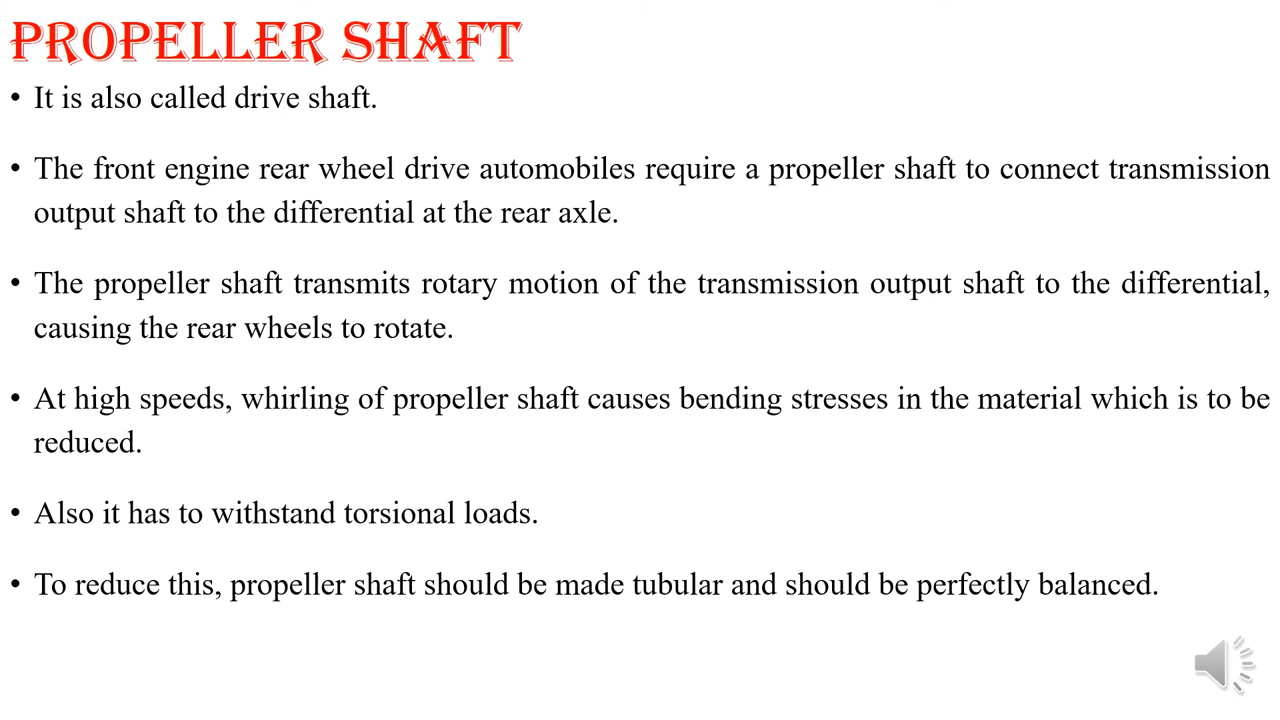 PROPELLER SHAFT
• It is also called drive shaft.
• The front engine rear wheel drive automobiles require a propeller shaft to connect transmission
output shaft to the differential at the rear axle.
• The propeller shaft transmits rotary motion of the transmission output shaft to the differential,
causing the rear wheels to rotate.
• At high speeds, whirling of propeller shaft causes bending stresses in the material which is to be
reduced.
• Also it has to withstand torsional loads.
• To reduce this, propeller shaft should be made tubular and should be perfectly balanced.